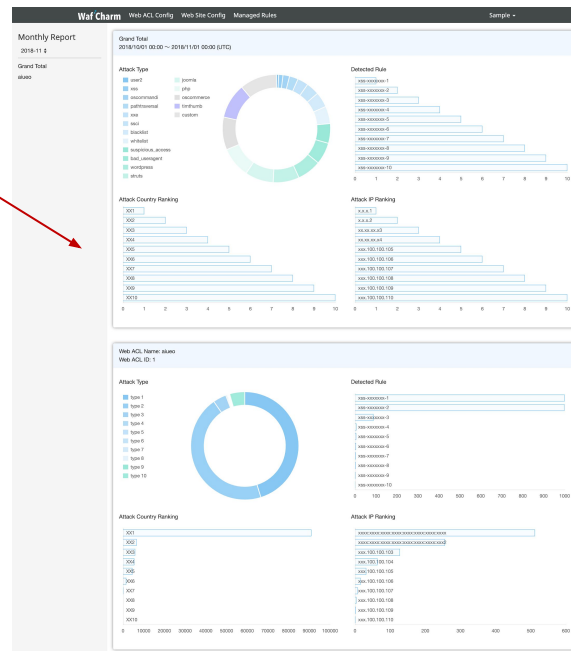 WafCharm Web ACL Config Web Site Config Managed Rules Sample
Monthly Report
2018-11
Grand Total
aiueo
Grand Total
2018/10/01 00:00 ～ 2018/11/01 00:00 (UTC)
Attack Type
user2
xss
oscommandi
pathtraversal
xxe
ssci
blacklist
whitelist
suspicious_access
bad_useragent
wordpress
struts
joomla
php
oscommerce
timthumb
custom
Detected Rule
xss-xxxxxxx-1
xss-xxxxxxx-2
xss-xxxxxxx-3
xss-xxxxxxx-4
xss-xxxxxxx-5
xss-xxxxxxx-6
xss-xxxxxxx-7
xss-xxxxxxx-8
xss-xxxxxxx-9
xss-xxxxxxx-10
0 1 2 3 4 5 6 7 8 9 10
Attack Country Ranking
XX1
XX2
XX3
XX4
XX5
XX6
XX7
XX8
XX9
XX10
0 1 2 3 4 5 6 7 8 9 10
Attack IP Ranking
x.x.x.1
x.x.x.2
xx.xx.xx.x3
xx.xx.xx.x4
xxx.100.100.105
xxx.100.100.106
xxx.100.100.107
xxx.100.100.108
xxx.100.100.109
xxx.100.100.110
0 1 2 3 4 5 6 7 8 9 10
Web ACL Name: aiueo
Web ACL ID: 1
Attack Type
type 1
type 2
type 3
type 4
type 5
type 6
type 7
type 8
type 9
type 10
Detected Rule
xss-xxxxxxx-1
xss-xxxxxxx-2
xss-xxxxxxx-3
xss-xxxxxxx-4
xss-xxxxxxx-5
xss-xxxxxxx-6
xss-xxxxxxx-7
xss-xxxxxxx-8
xss-xxxxxxx-9
xss-xxxxxxx-10
0 100 200 300 400 500 600 700 800 900 1000
Attack Country Ranking
XX1
XX2
XX3
XX4
XX5
XX6
XX7
XX8
XX9
XX10
0 10000 20000 30000 40000 50000 60000 70000 80000 90000 100000
Attack IP Ranking
xxx.100.100.103
xxx.100.100.104
xxx.100.100.105
xxx.100.100.106
xxx.100.100.107
xxx.100.100.108
xxx.100.100.109
xxx.100.100.110
0 100 200 300 400 500 600